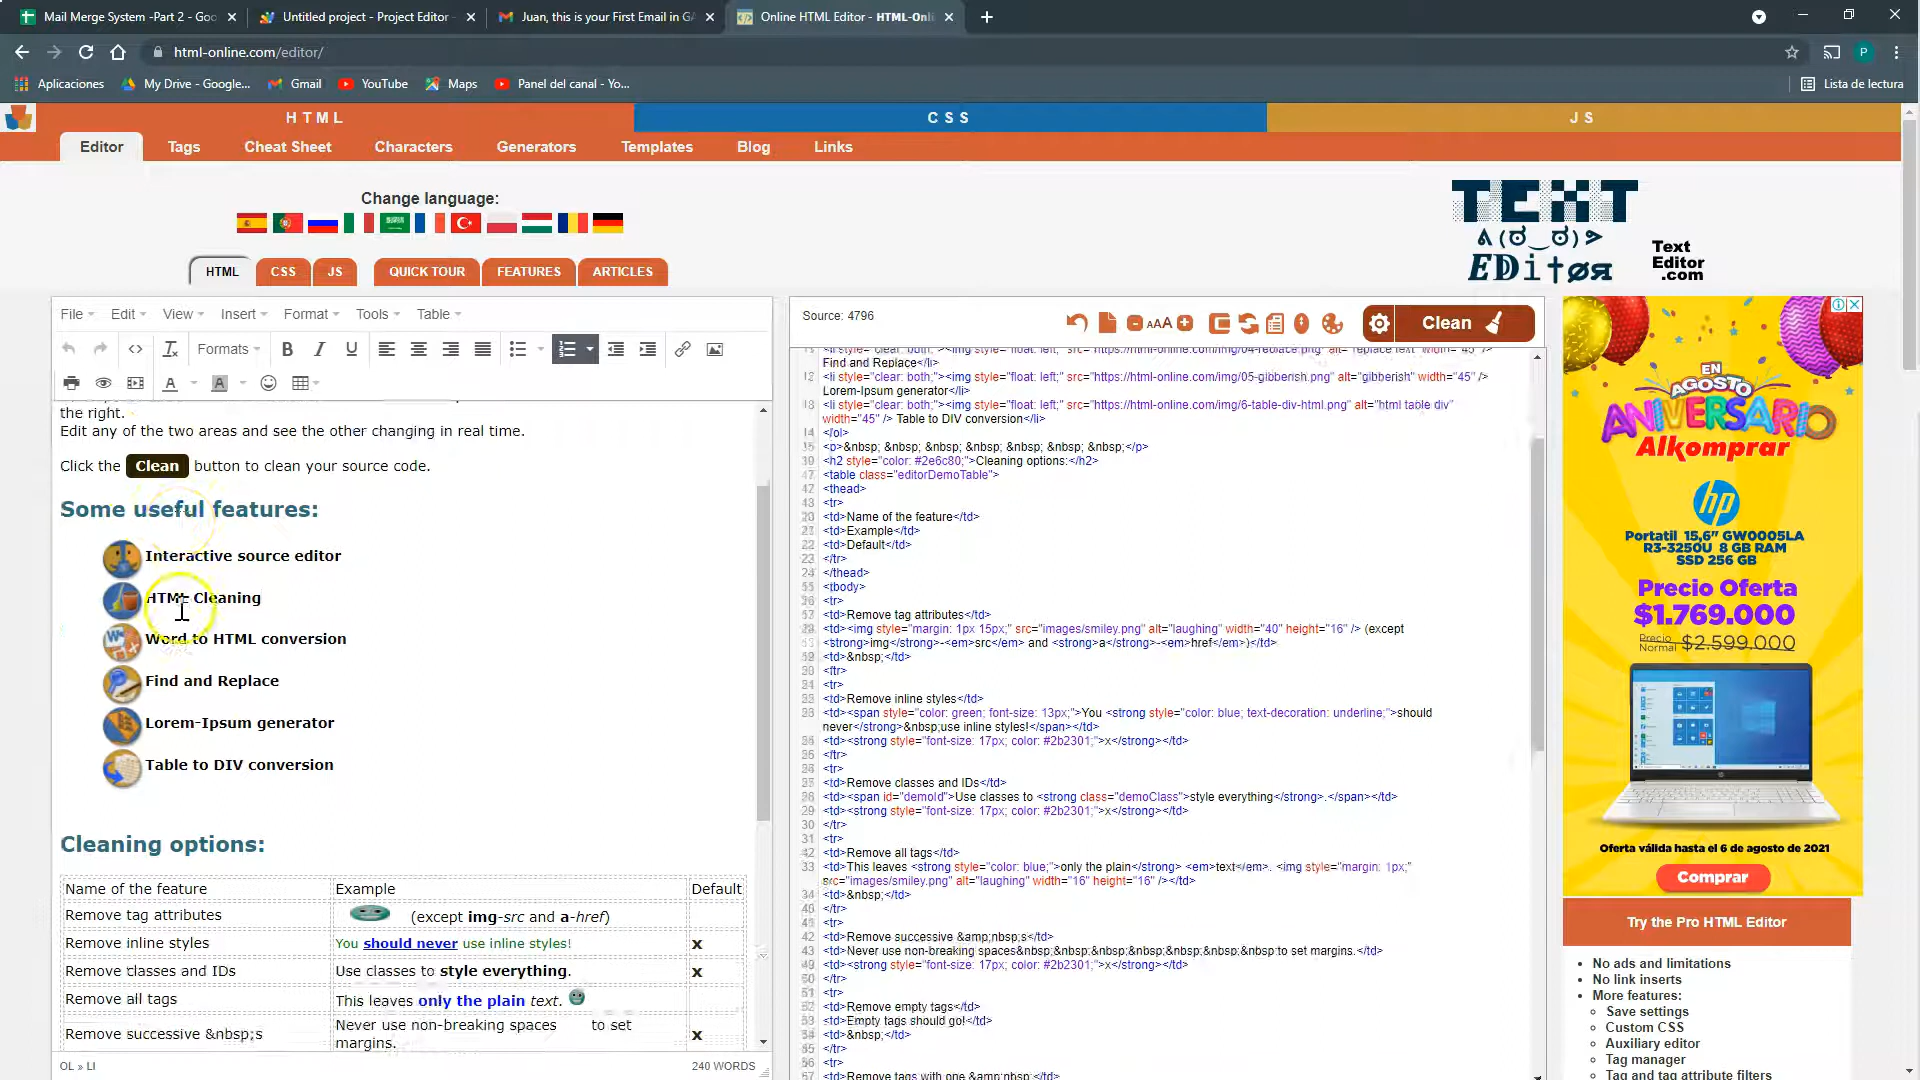 Mail Merge System -Part 2 - Goo
Untitled project - Project Editor -
Juan, this is your First Email in GA
Online HTML Editor - HTML-Onli
html-online.com/editor/
Aplicaciones
My Drive - Google...
Gmail
YouTube
Maps
Panel del canal - Yo...
Lista de lectura
HTML
CSS
JS
Editor
Tags
Cheat Sheet
Characters
Generators
Templates
Blog
Links
Change language:
TEXT
EDitøR
Text
Editor
.com
HTML
CSS
JS
QUICK TOUR
FEATURES
ARTICLES
File
Edit
View
Insert
Format
Tools
Table
Formats
B
I
U
the right.
Edit any of the two areas and see the other changing in real time.
Click the Clean button to clean your source code.
Some useful features:
Interactive source editor
HTML Cleaning
Word to HTML conversion
Find and Replace
Lorem-Ipsum generator
Table to DIV conversion
Cleaning options:
Name of the feature Example Default
Remove tag attributes (except img-src and a-href)
Remove inline styles You should never use inline styles! x
Remove classes and IDs Use classes to style everything. x
Remove all tags This leaves only the plain text.
Remove successive &nbsp;s Never use non-breaking spaces to set
margins. x
OL » LI
240 WORDS
Source: 4796
AAA
Clean
<li style="clear: both;"><img style="float: left;" src="https://html-online.com/img/04-replace.png" alt="replace text" width="45" />
Find and Replace</li>
<li style="clear: both;"><img style="float: left;" src="https://html-online.com/img/05-gibberish.png" alt="gibberish" width="45" />
Lorem-Ipsum generator</li>
<li style="clear: both;"><img style="float: left;" src="https://html-online.com/img/6-table-div-html.png" alt="html table div"
width="45" /> Table to DIV conversion</li>
</ol>
<p>&nbsp; &nbsp; &nbsp; &nbsp; &nbsp; &nbsp; &nbsp;</p>
<h2 style="color: #2e6c80;">Cleaning options:</h2>
<table class="editorDemoTable">
<thead>
<tr>
<td>Name of the feature</td>
<td>Example</td>
<td>Default</td>
</tr>
</thead>
<tbody>
<tr>
<td>Remove tag attributes</td>
<td><img style="margin: 1px 15px;" src="images/smiley.png" alt="laughing" width="40" height="16" /> (except
<strong>img</strong>-<em>src</em> and <strong>a</strong>-<em>href</em>)</td>
<td>&nbsp;</td>
</tr>
<tr>
<td>Remove inline styles</td>
<td><span style="color: green; font-size: 13px;">You <strong style="color: blue; text-decoration: underline;">should
never</strong>&nbsp;use inline styles!</span></td>
<td><strong style="font-size: 17px; color: #2b2301;">x</strong></td>
</tr>
<tr>
<td>Remove classes and IDs</td>
<td><span id="demoId">Use classes to <strong class="demoClass">style everything</strong>.</span></td>
<td><strong style="font-size: 17px; color: #2b2301;">x</strong></td>
</tr>
<tr>
<td>Remove all tags</td>
<td>This leaves <strong style="color: blue;">only the plain</strong> <em>text</em>. <img style="margin: 1px;"
src="images/smiley.png" alt="laughing" width="16" height="16" /></td>
<td>&nbsp;</td>
</tr>
<tr>
<td>Remove successive &amp;nbsp;s</td>
<td>Never use non-breaking spaces&nbsp;&nbsp;&nbsp;&nbsp;&nbsp;&nbsp;to set margins.</td>
<td><strong style="font-size: 17px; color: #2b2301;">x</strong></td>
</tr>
<tr>
<td>Remove empty tags</td>
<td>Empty tags should go!</td>
<td>&nbsp;</td>
</tr>
<tr>
<td>Remove tags with one &amp;nbsp;</td>
EN
AGOSTO
ANIVERSARIO
Alkomprar
hp
PORTATIL 15,6" GW0005LA
R3-3250U 8 GB RAM
SSD 256 GB
Precio Oferta
$1.769.000
Precio
Normal $2.599.000
Oferta válida hasta el 6 de agosto de 2021
Comprar
Try the Pro HTML Editor
No ads and limitations
No link inserts
More features:
Save settings
Custom CSS
Auxiliary editor
Tag manager
Tag and tag attribute filters